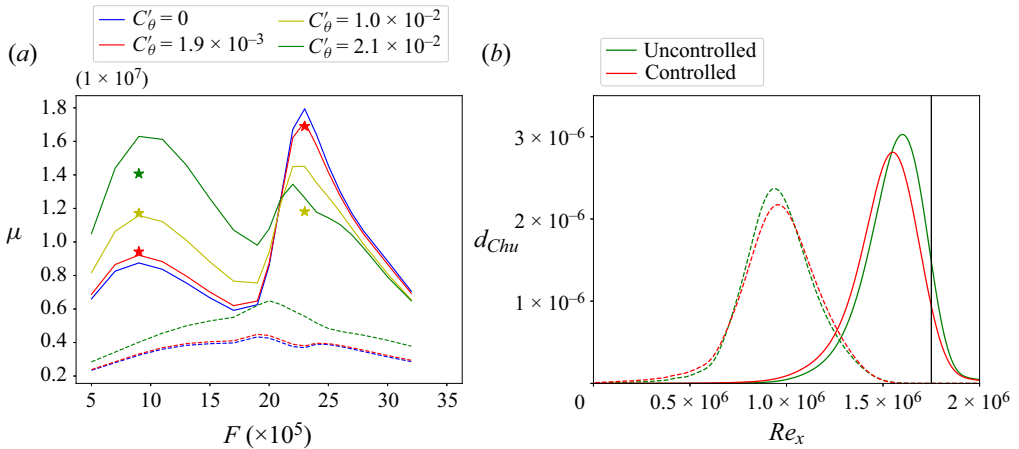 (a)
C′θ = 0
C′θ = 1.9 × 10⁻³
C′θ = 1.0 × 10⁻²
C′θ = 2.1 × 10⁻²
(1 × 10⁷)
1.8
1.6
1.4
1.2
1.0
0.8
0.6
0.4
0.2
μ
5
10
15
20
25
30
35
F (×10⁵)
(b)
Uncontrolled
Controlled
3 × 10⁻⁶
2 × 10⁻⁶
1 × 10⁻⁶
d_Chu
0
0.5 × 10⁶
1.0 × 10⁶
1.5 × 10⁶
2 × 10⁶
Re_x